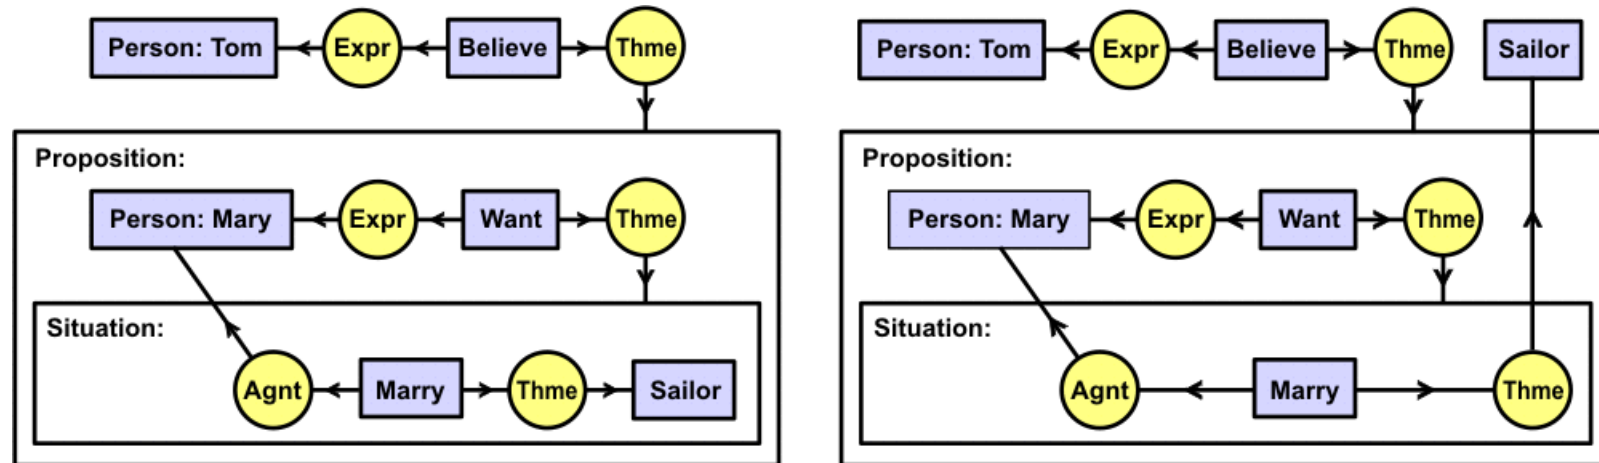 Person: Tom Expr Believe Thme
Proposition:
Person: Mary Expr Want Thme
Situation:
Agnt Marry Thme Sailor
Person: Tom Expr Believe Thme Sailor
Proposition:
Person: Mary Expr Want Thme
Situation:
Agnt Marry Thme